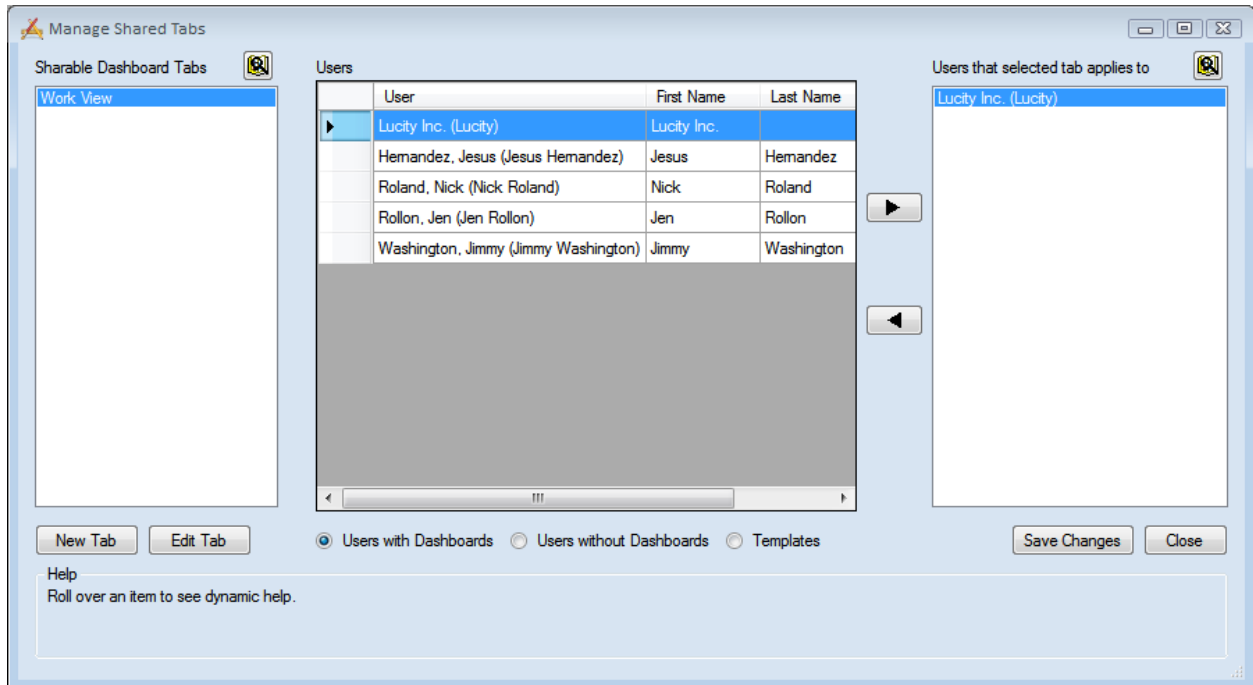 Manage Shared Tabs
Sharable Dashboard Tabs
Users
Users that selected tab applies to
Work View
User First Name Last Name
Lucity Inc. (Lucity)
Lucity Inc. (Lucity) Lucity Inc.
Hernandez, Jesus (Jesus Hernandez) Jesus Hernandez
Roland, Nick (Nick Roland) Nick Roland
Rollon, Jen (Jen Rollon) Jen Rollon
Washington, Jimmy (Jimmy Washington) Jimmy Washington
New Tab Edit Tab
Users with Dashboards Users without Dashboards Templates
Save Changes Close
Help
Roll over an item to see dynamic help.